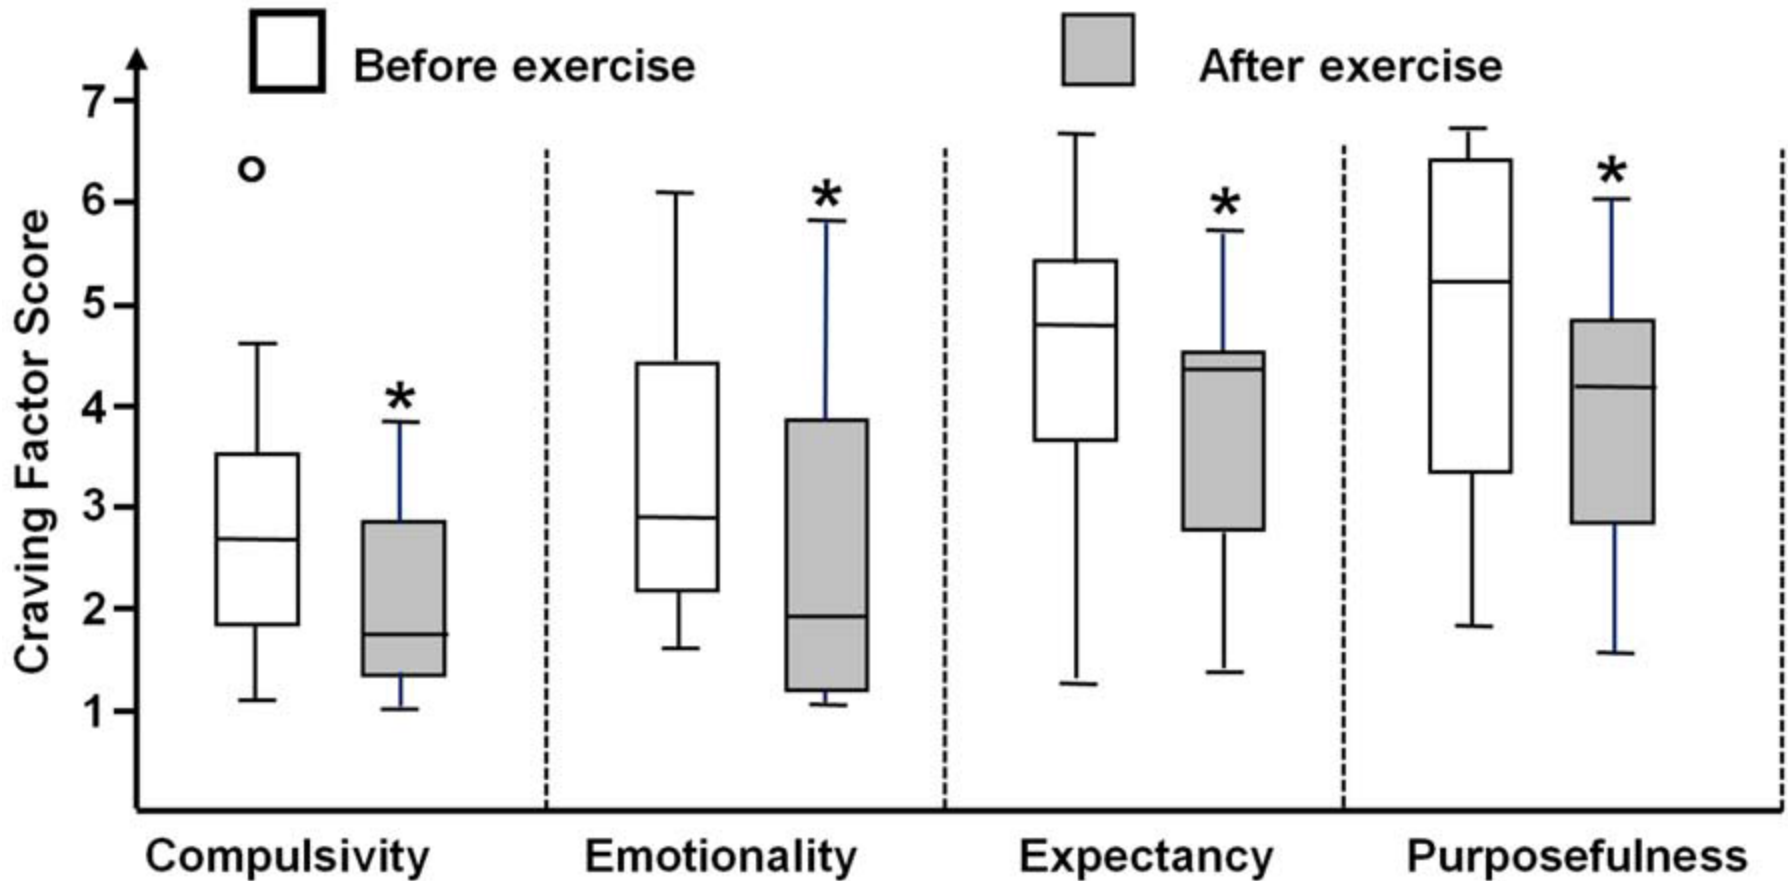 Before exercise
After exercise
7
6
5
4
3
2
1
Craving Factor Score
*
*
*
*
Compulsivity
Emotionality
Expectancy
Purposefulness